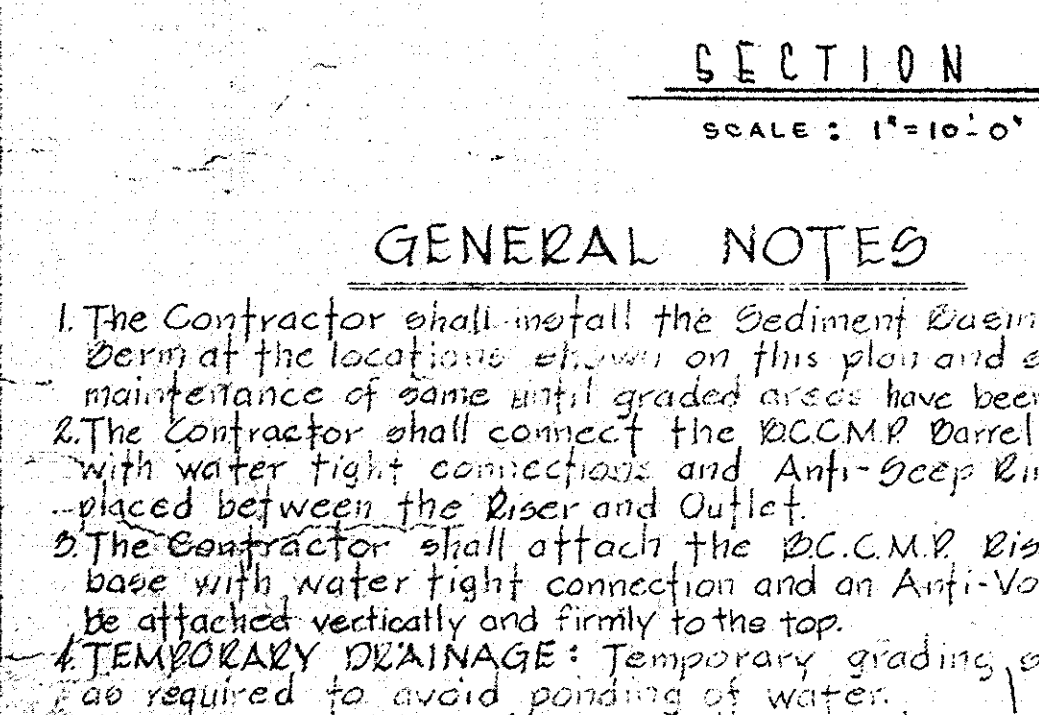 SECTION
SCALE : 1"=10'-0"
GENERAL NOTES
1. The Contractor shall install the Sediment Basin
Berm at the locations shown on this plan and s
maintenance of same until graded areas have been
2. The Contractor shall connect the B.C.C.M.P. Barrel
with water tight connections and Anti-Seep Rin
placed between the Riser and Outlet.
3. The Contractor shall attach the B.C.C.M.P. Ris
base with water tight connection and an Anti-Vo
be attached vertically and firmly to the top.
4. TEMPORARY DRAINAGE: Temporary grading s
as required to avoid ponding of water.